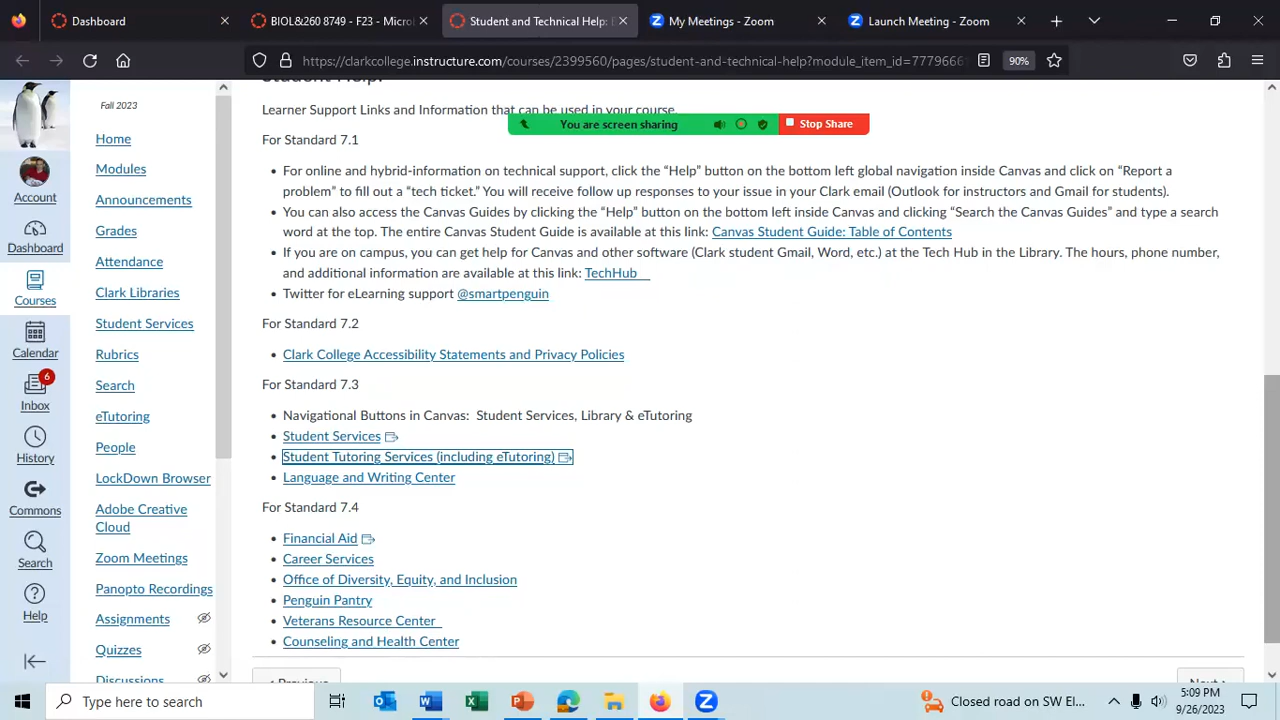 Dashboard
BIOL&260 8749 - F23 - Microl
Student and Technical Help: E
My Meetings - Zoom
Launch Meeting - Zoom
https://clarkcollege.instructure.com/courses/2399560/pages/student-and-technical-help?module_item_id=7779666
90%
Learner Support Links and Information that can be used in your course.
You are screen sharing
Stop Share
For Standard 7.1
For online and hybrid-information on technical support, click the “Help” button on the bottom left global navigation inside Canvas and click on “Report a
problem” to fill out a “tech ticket.” You will receive follow up responses to your issue in your Clark email (Outlook for instructors and Gmail for students).
You can also access the Canvas Guides by clicking the “Help” button on the bottom left inside Canvas and clicking “Search the Canvas Guides” and type a search
word at the top. The entire Canvas Student Guide is available at this link: Canvas Student Guide: Table of Contents
If you are on campus, you can get help for Canvas and other software (Clark student Gmail, Word, etc.) at the Tech Hub in the Library. The hours, phone number,
and additional information are available at this link: TechHub
Twitter for eLearning support @smartpenguin
For Standard 7.2
Clark College Accessibility Statements and Privacy Policies
For Standard 7.3
Navigational Buttons in Canvas: Student Services, Library & eTutoring
Student Services
Student Tutoring Services (including eTutoring)
Language and Writing Center
For Standard 7.4
Financial Aid
Career Services
Office of Diversity, Equity, and Inclusion
Penguin Pantry
Veterans Resource Center
Counseling and Health Center
Account
Dashboard
Courses
Calendar
6
Inbox
History
Commons
Search
Help
Fall 2023
Home
Modules
Announcements
Grades
Attendance
Clark Libraries
Student Services
Rubrics
Search
eTutoring
People
LockDown Browser
Adobe Creative
Cloud
Zoom Meetings
Panopto Recordings
Assignments
Quizzes
Discussions
Previous
Next
Type here to search
Closed road on SW El...
5:09 PM
9/26/2023